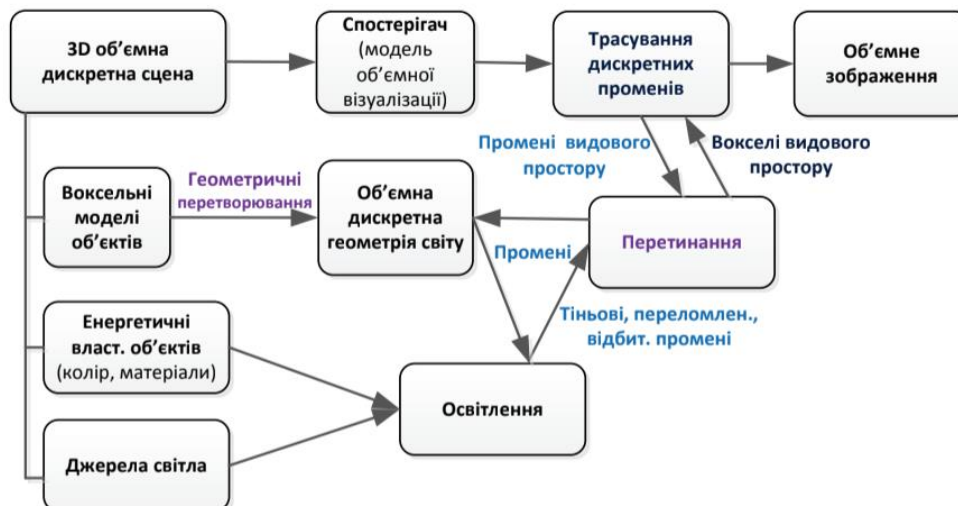 3D об’ємна
дискретна сцена
Спостерігач
(модель
об’ємної
візуалізації)
Трасування
дискретних
променів
Об’ємне
зображення
Промені видового
простору
Вокселі видового
простору
Воксельні
моделі
об’єктів
Геометричні
перетворювання
Об’ємна
дискретна
геометрія світу
Промені
Перетинання
Тіньові, переломлен.,
відбит. промені
Енергетичні
власт. об’єктів
(колір, матеріали)
Освітлення
Джерела світла